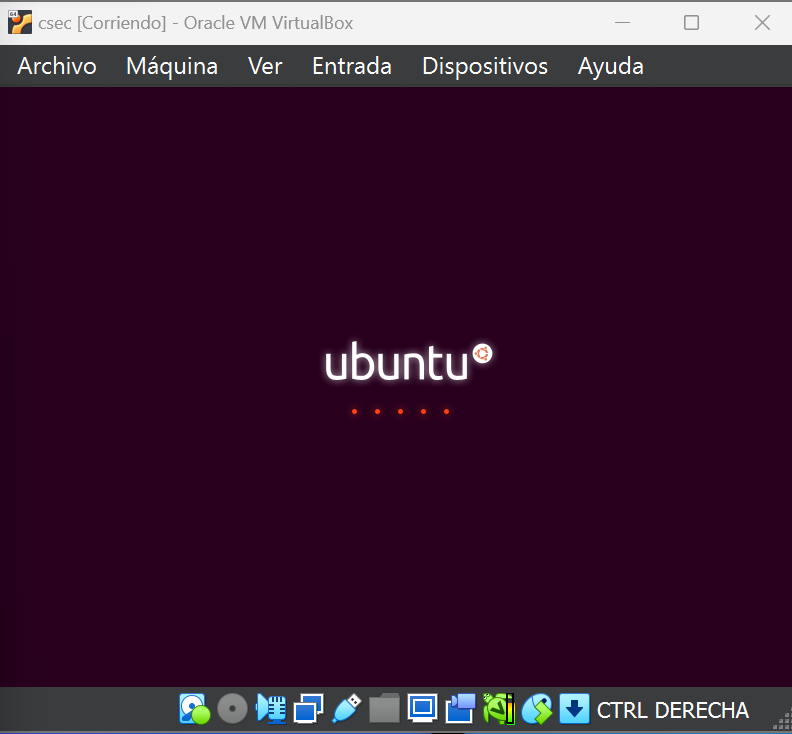 csec [Corriendo] - Oracle VM VirtualBox
Archivo Máquina Ver Entrada Dispositivos Ayuda
ubuntu
CTRL DERECHA